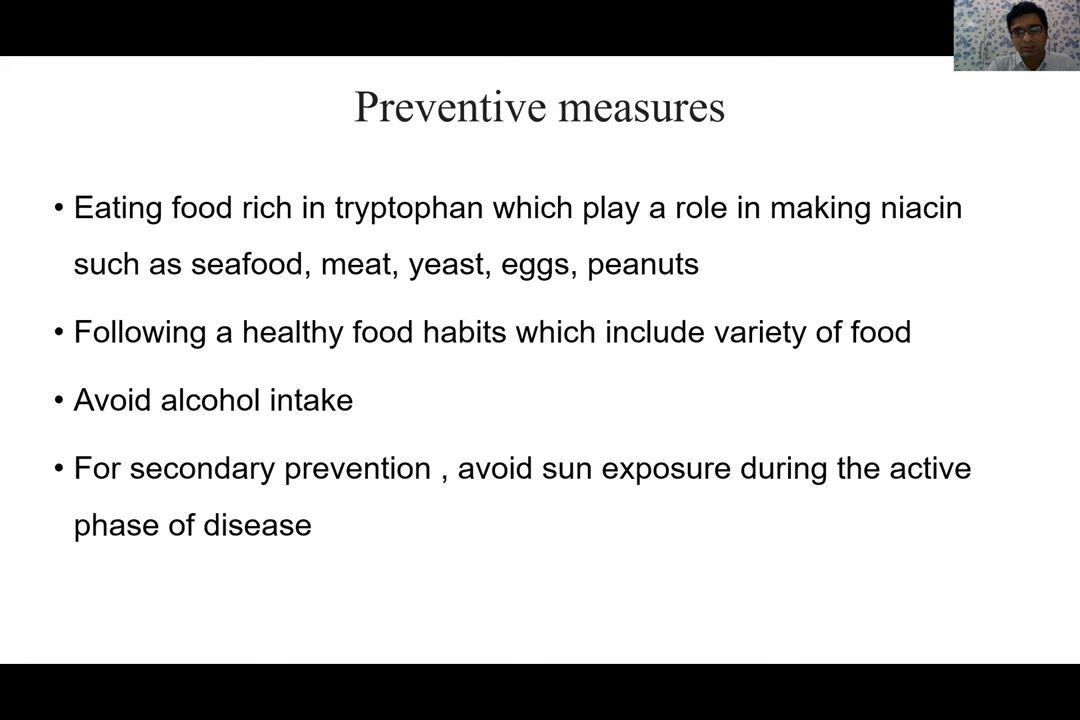 Preventive measures
• Eating food rich in tryptophan which play a role in making niacin
such as seafood, meat, yeast, eggs, peanuts
• Following a healthy food habits which include variety of food
• Avoid alcohol intake
• For secondary prevention , avoid sun exposure during the active
phase of disease